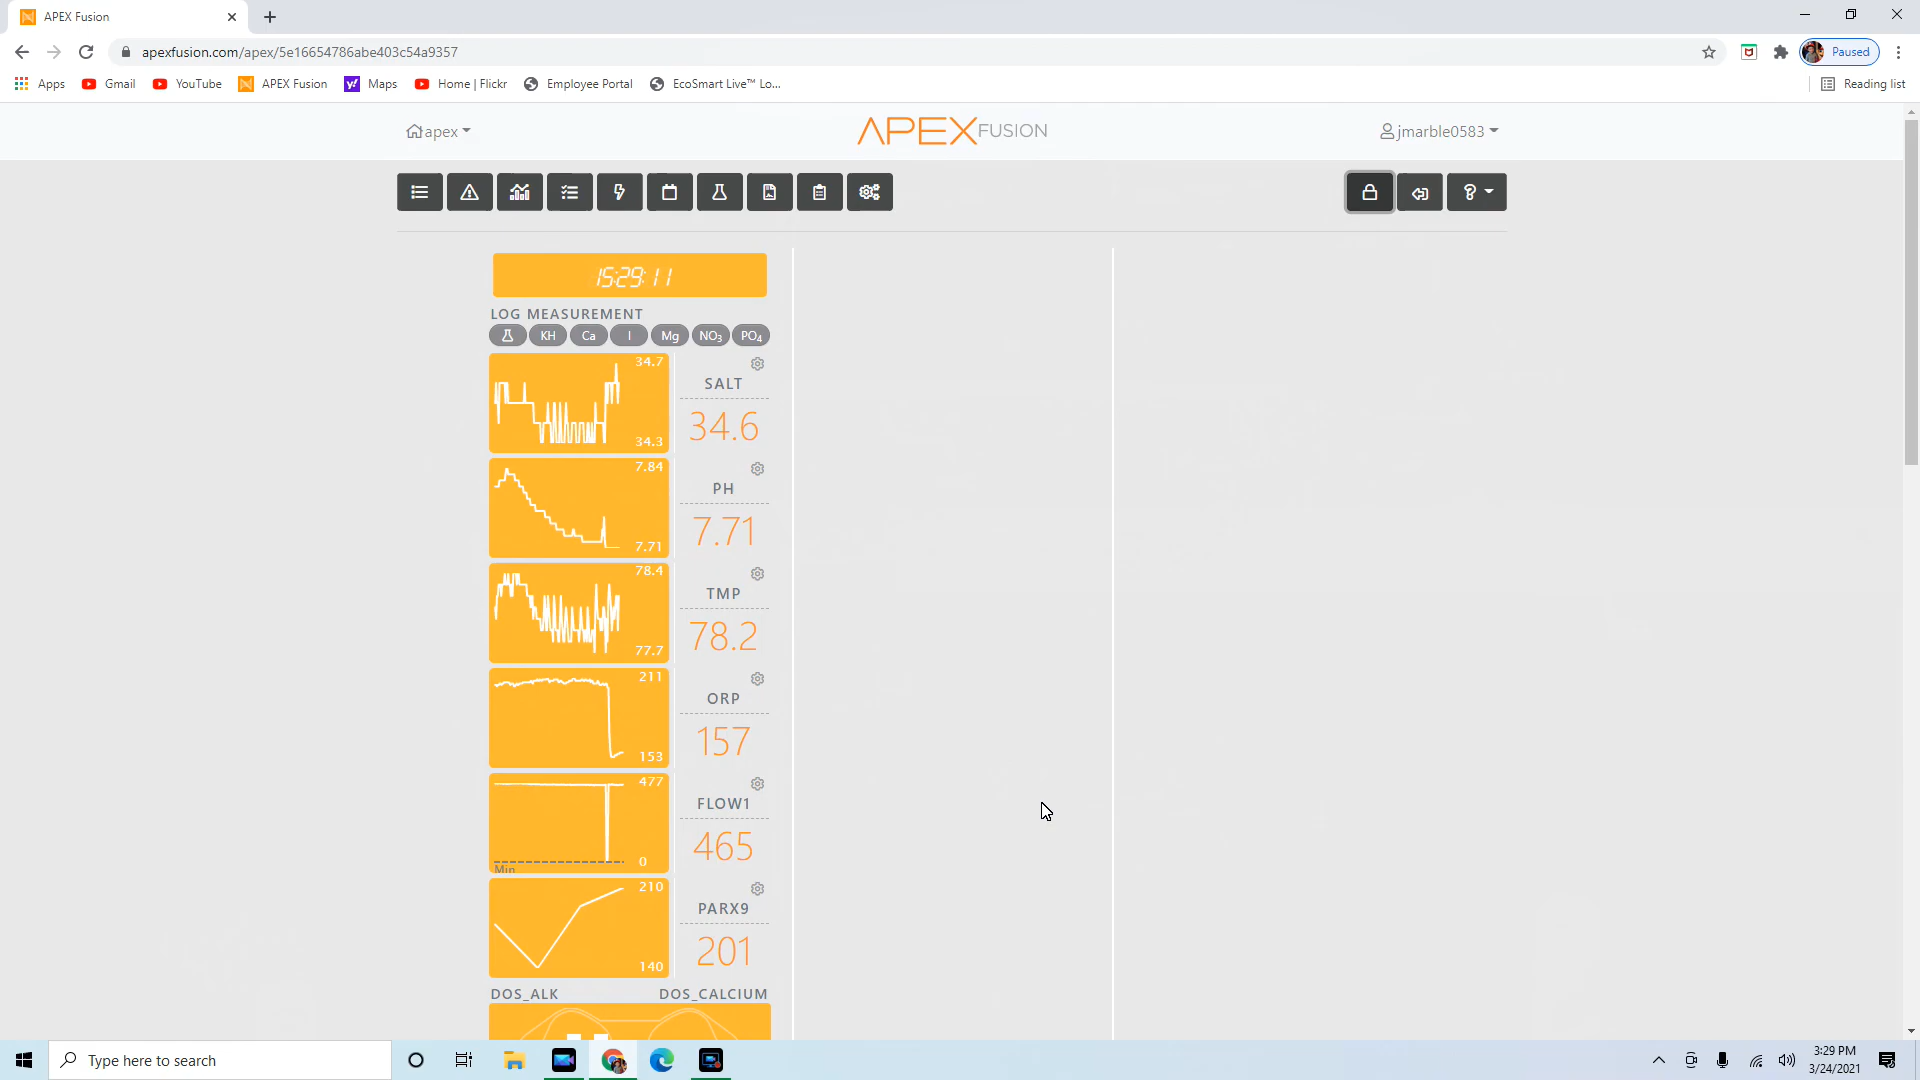 APEX Fusion
apexfusion.com/apex/5e16654786abe403c54a9357
Paused
Apps
Gmail
YouTube
APEX Fusion
Maps
Home | Flickr
Employee Portal
EcoSmart Live™ Lo...
Reading list
apex
APEX FUSION
jmarble0583
15:29:11
LOG MEASUREMENT
KH Ca I Mg NO3 PO4
34.7
SALT
34.6
34.3
7.84
PH
7.71
7.71
78.4
TMP
78.2
77.7
211
ORP
157
153
477
FLOW1
465
0
Min
210
PARX9
201
140
DOS_ALK DOS_CALCIUM
Type here to search
3:29 PM
3/24/2021